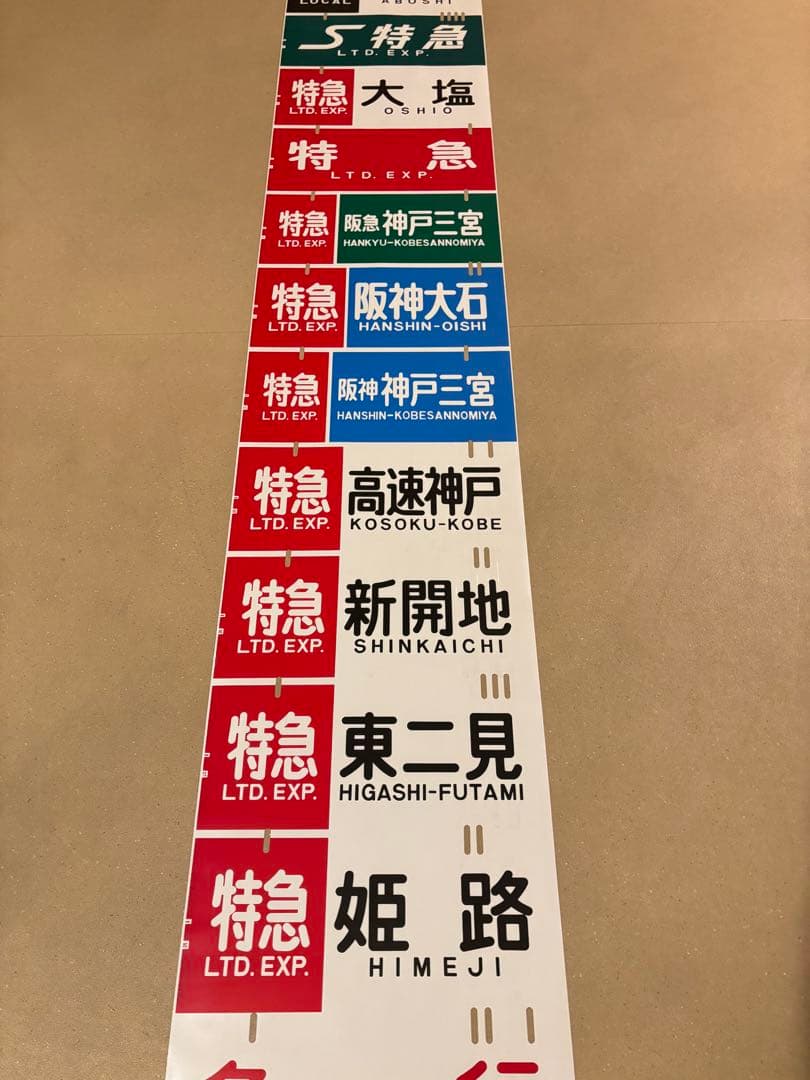 LOCAL ABOSHI
S特急
LTD. EXP.
特急 大塩
LTD. EXP. OSHIO
特急
LTD. EXP.
特急 阪急神戸三宮
LTD. EXP. HANKYU-KOBESANNOMIYA
特急 阪神大石
LTD. EXP. HANSHIN-OISHI
特急 阪神神戸三宮
LTD. EXP. HANSHIN-KOBESANNOMIYA
特急 高速神戸
LTD. EXP. KOSOKU-KOBE
特急 新開地
LTD. EXP. SHINKAICHI
特急 東二見
LTD. EXP. HIGASHI-FUTAMI
特急 姫路
LTD. EXP. HIMEJI